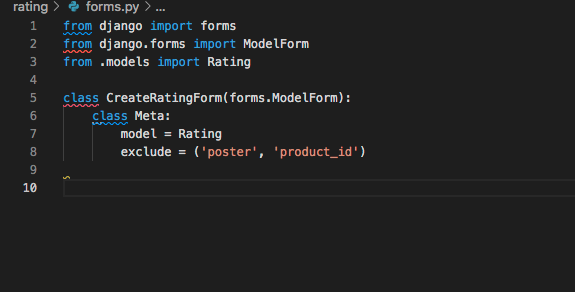 rating > forms.py > ...
1 from django import forms
2 from django.forms import ModelForm
3 from .models import Rating
4
5 class CreateRatingForm(forms.ModelForm):
6     class Meta:
7         model = Rating
8         exclude = ('poster', 'product_id')
9
10